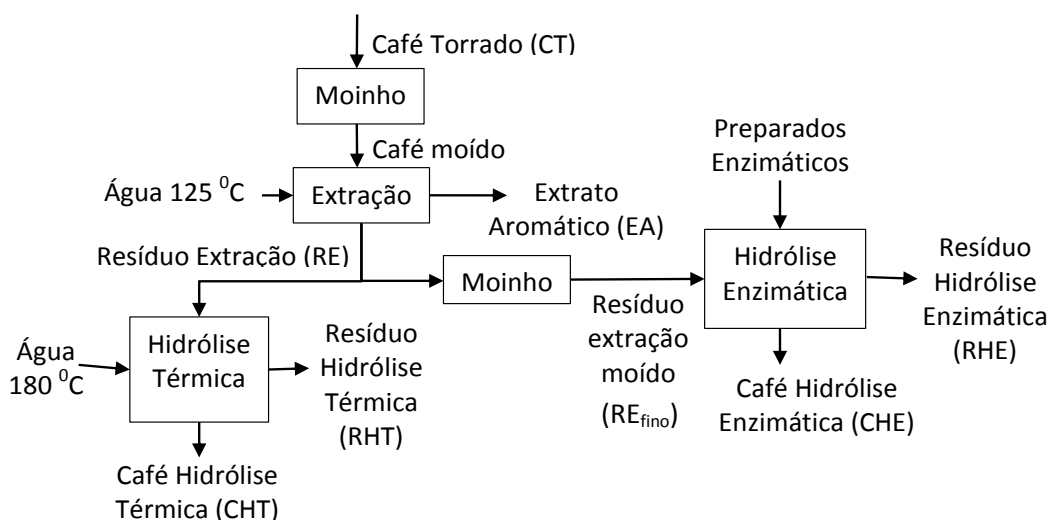 Café Torrado (CT)
Moinho
Café moído
Água 125 ⁰C
Extração
Extrato
Aromático (EA)
Preparados
Enzimáticos
Resíduo Extração (RE)
Moinho
Resíduo
extração
moído
(REfino)
Hidrólise
Enzimática
Resíduo
Hidrólise
Enzimática
(RHE)
Café Hidrólise
Enzimática (CHE)
Água
180 ⁰C
Hidrólise
Térmica
Resíduo
Hidrólise
Térmica
(RHT)
Café Hidrólise
Térmica (CHT)